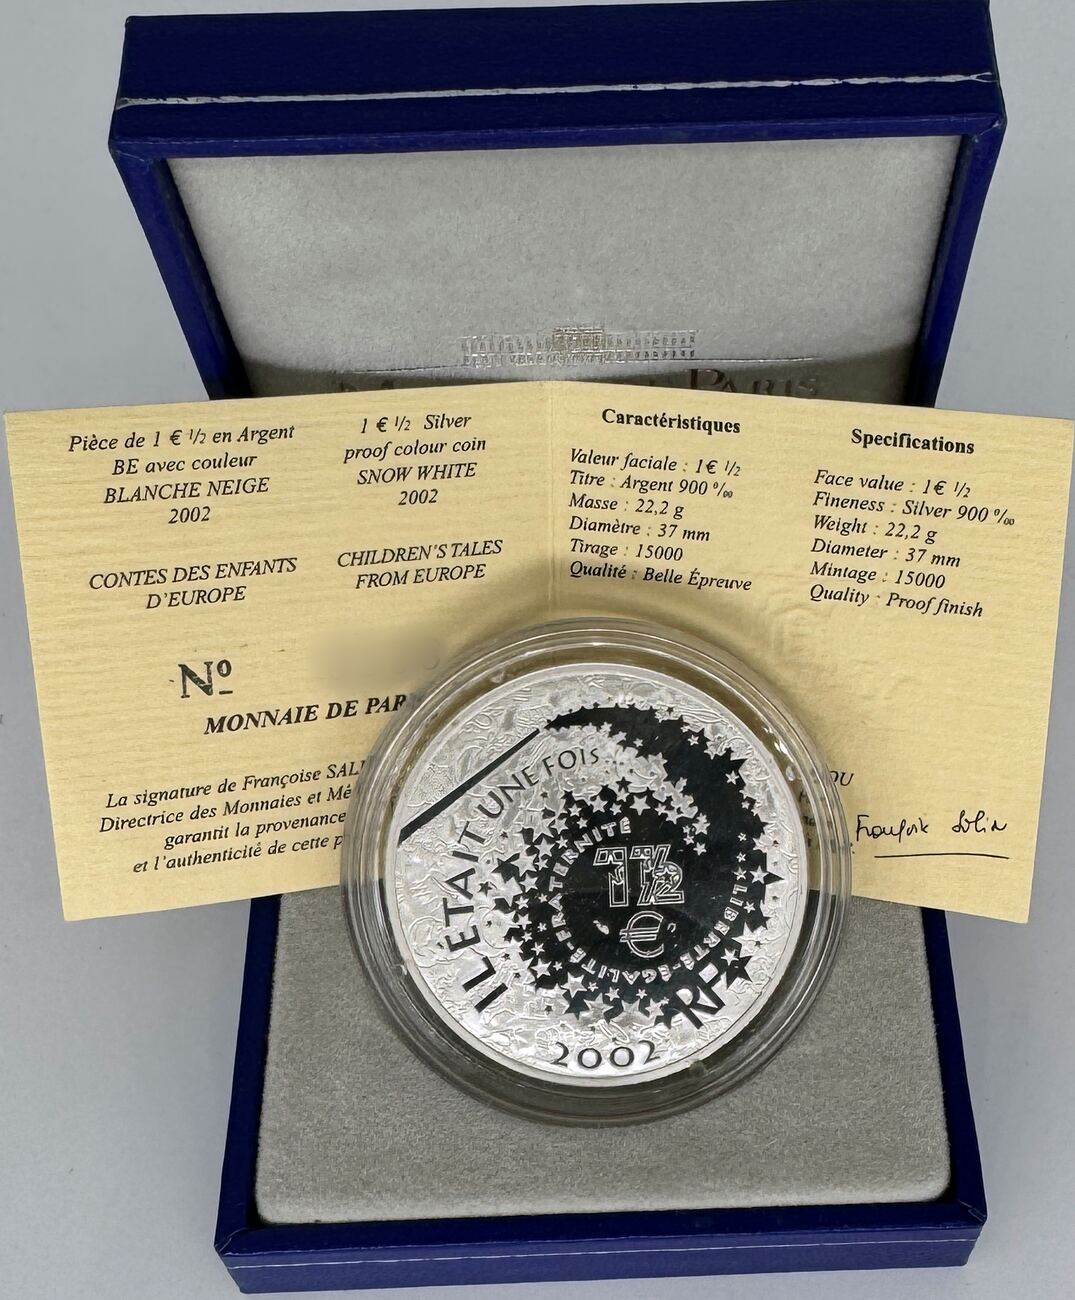 PARIS
Pièce de 1 € ½ en Argent
BE avec couleur
BLANCHE NEIGE
2002
CONTES DES ENFANTS
D'EUROPE
1 € ½ Silver
proof colour coin
SNOW WHITE
2002
CHILDREN'S TALES
FROM EUROPE
Nº
MONNAIE DE PAR
La signature de Françoise SALI
Directrice des Monnaies et Mé
garantit la provenance
et l'authenticité de cette p
Caractéristiques
Valeur faciale : 1€ ½
Titre : Argent 900 ‰
Masse : 22,2 g
Diamètre : 37 mm
Tirage : 15000
Qualité : Belle Épreuve
Specifications
Face value : 1€ ½
Fineness : Silver 900 ‰
Weight : 22,2 g
Diameter : 37 mm
Mintage : 15000
Quality : Proof finish
OU
IL ÉTAIT UNE FOIS...
LIBERTÉ·ÉGALITÉ·FRATERNITÉ
1½
€
RF
2002